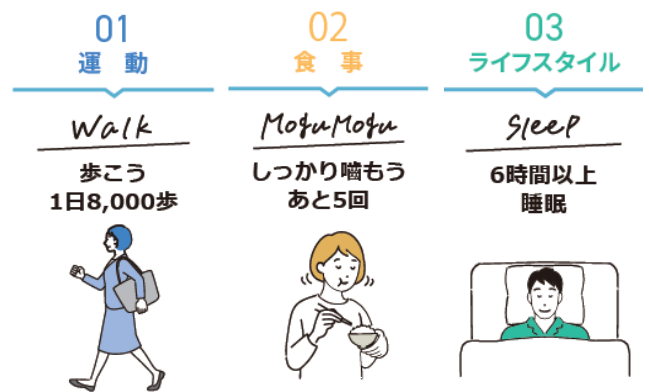 01
運 動
Walk
歩こう
1日8,000歩
02
食 事
MoguMogu
しっかり嚙もう
あと5回
03
ライフスタイル
Sleep
6時間以上
睡眠